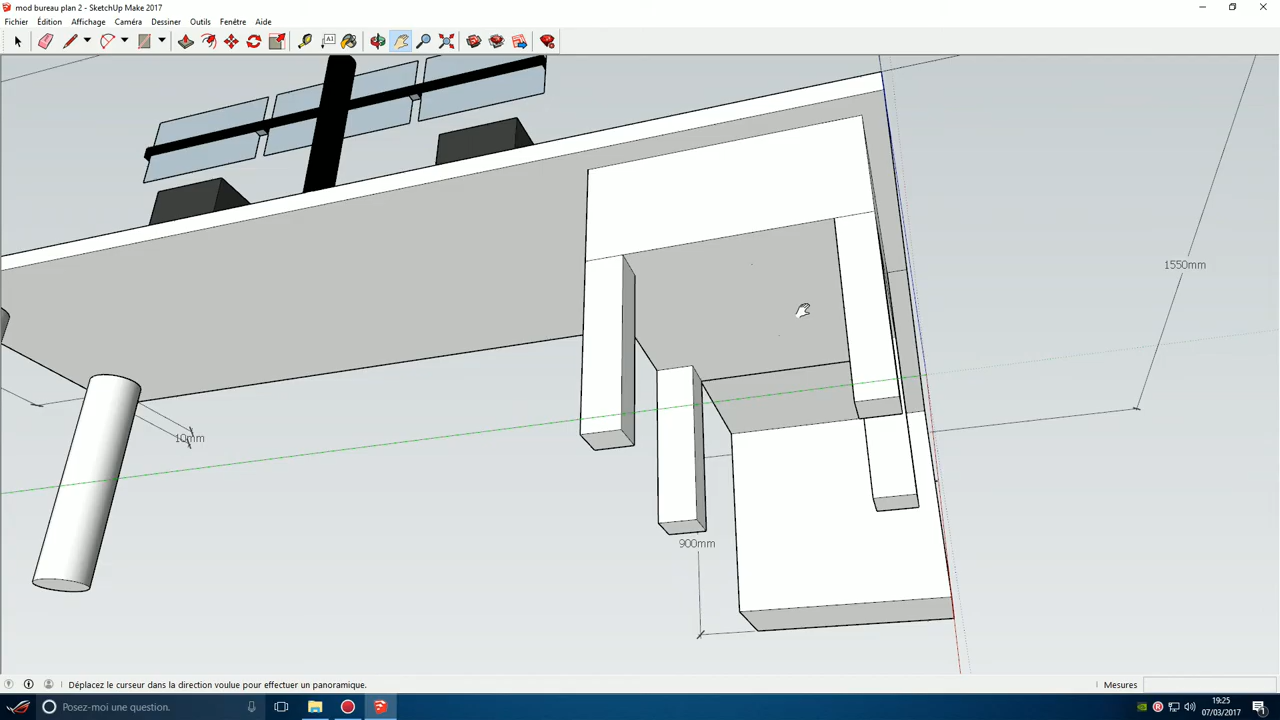 mod bureau plan 2 - SketchUp Make 2017
Fichier Édition Affichage Caméra Dessiner Outils Fenêtre Aide
A1
1550mm
10mm
900mm
Déplacez le curseur dans la direction voulue pour effectuer un panoramique.
Mesures
Posez-moi une question.
19:25
07/03/2017